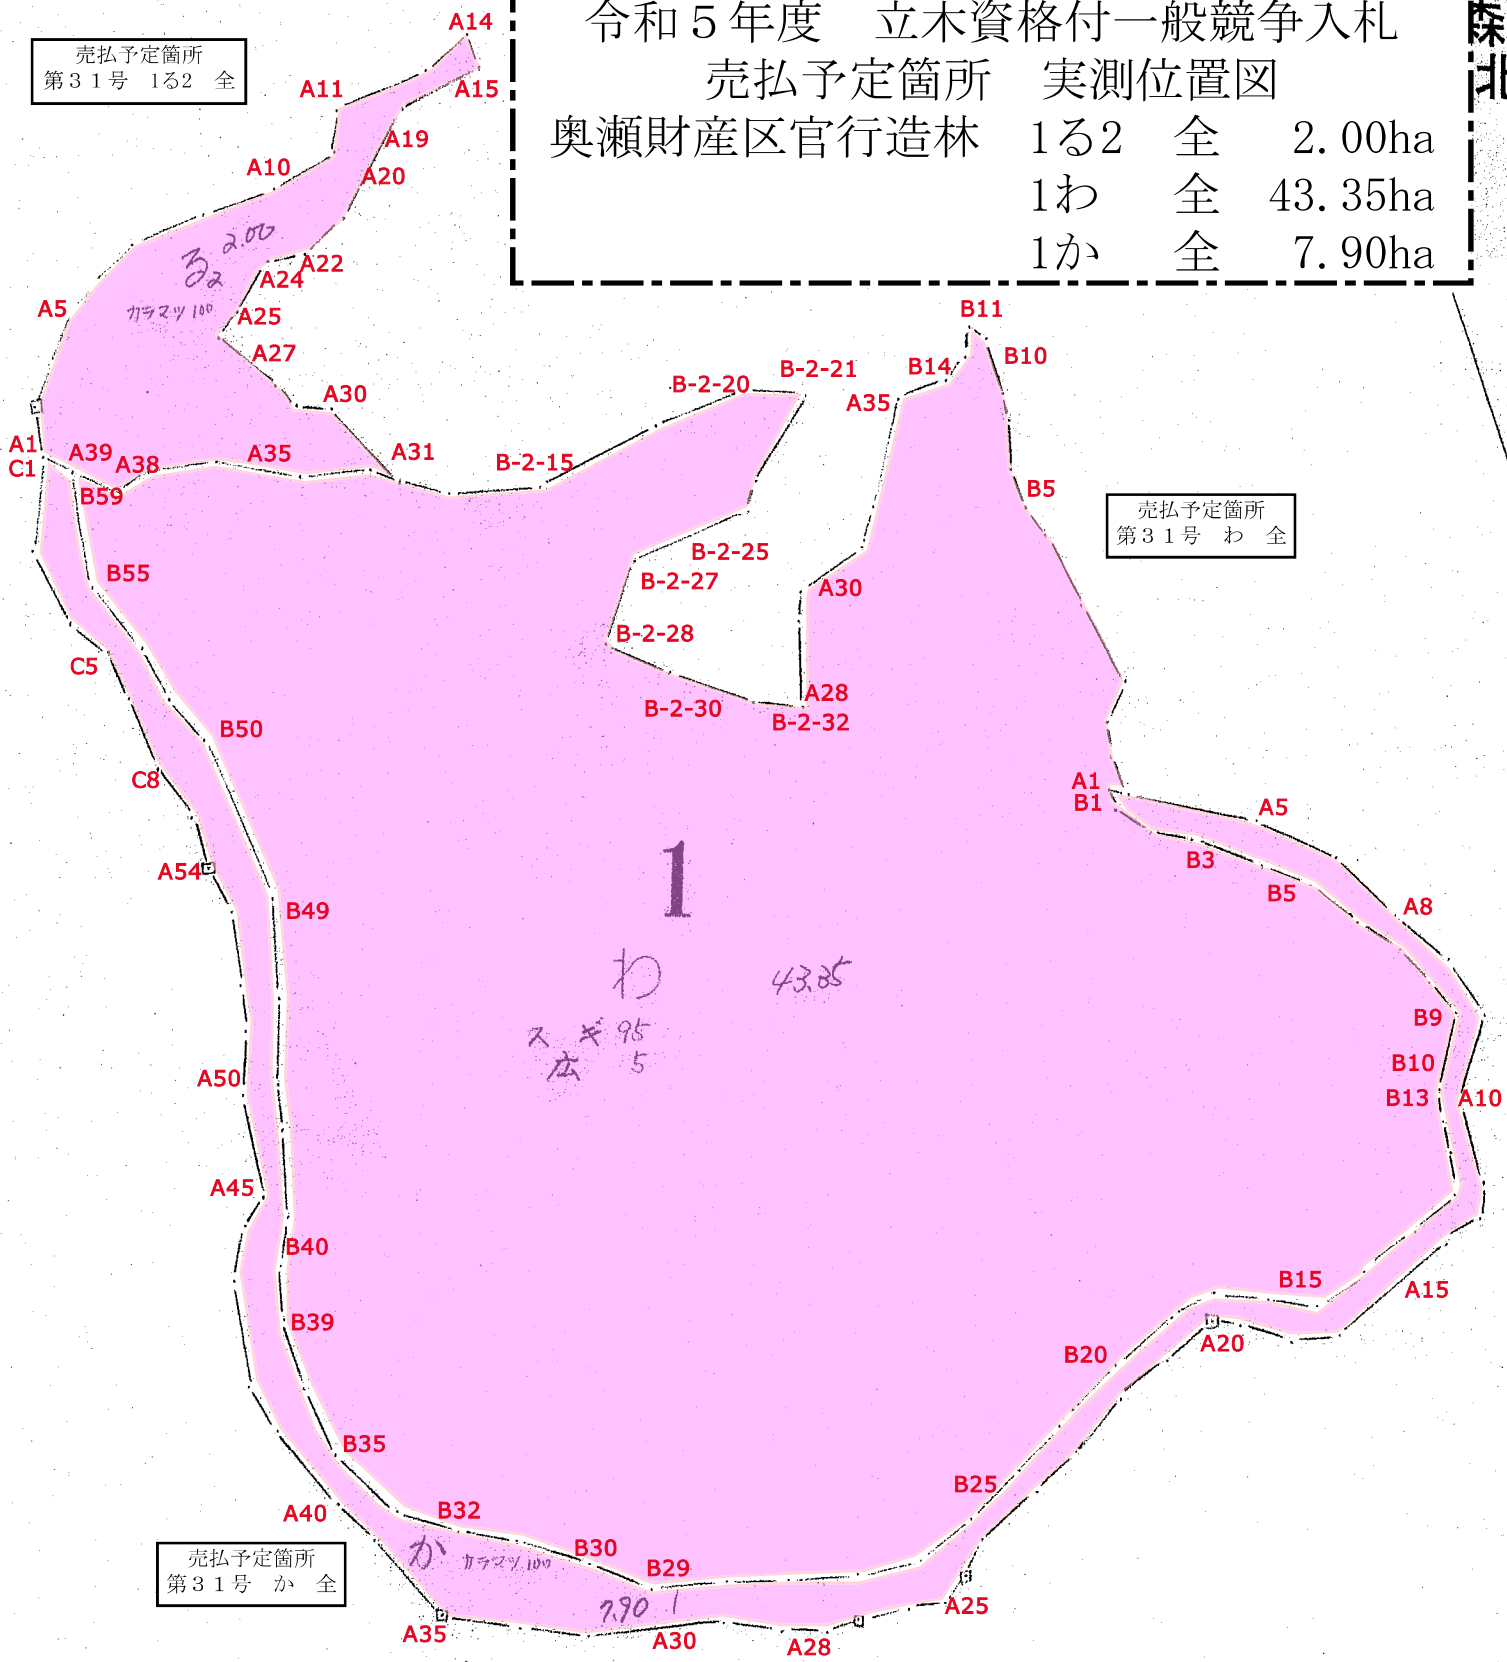 令和５年度　立木資格付一般競争入札
売払予定箇所　実測位置図
奥瀬財産区官行造林　1る2　全　2.00ha
1わ　全　43.35ha
1か　全　7.90ha
森北
売払予定箇所
第３１号　1る2　全
A14
A15
A11
A19
A10
A20
る2 2.00
A22
A24
カラマツ 100
A5
A25
A27
A30
A1
C1
A39
A38
A35
A31
B59
B-2-15
B-2-20
B-2-21
A35
B14
B11
B10
B5
売払予定箇所
第３１号　わ　全
B-2-25
B-2-27
B-2-28
B-2-30
B-2-32
A30
A28
B55
C5
B50
C8
A54
A1
B1
A5
B3
B5
A8
1
B49
わ 43.35
スギ 95
広 5
B9
B10
B13
A10
A50
A45
B40
B39
B15
A15
A20
B20
B35
B25
A40
B32
B30
B29
か カラマツ 100
7.90
売払予定箇所
第３１号　か　全
A35
A30
A28
A25